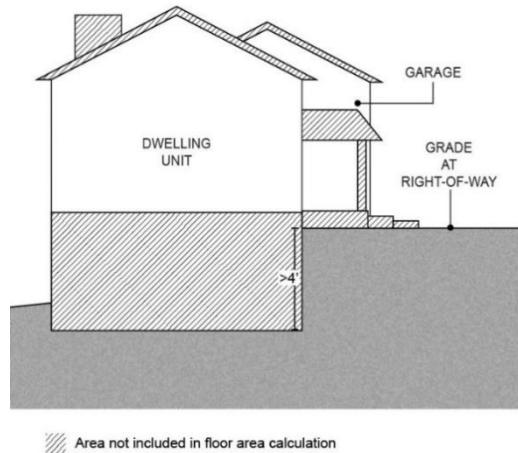 GARAGE
DWELLING
UNIT
GRADE
AT
RIGHT-OF-WAY
>4'
Area not included in floor area calculation